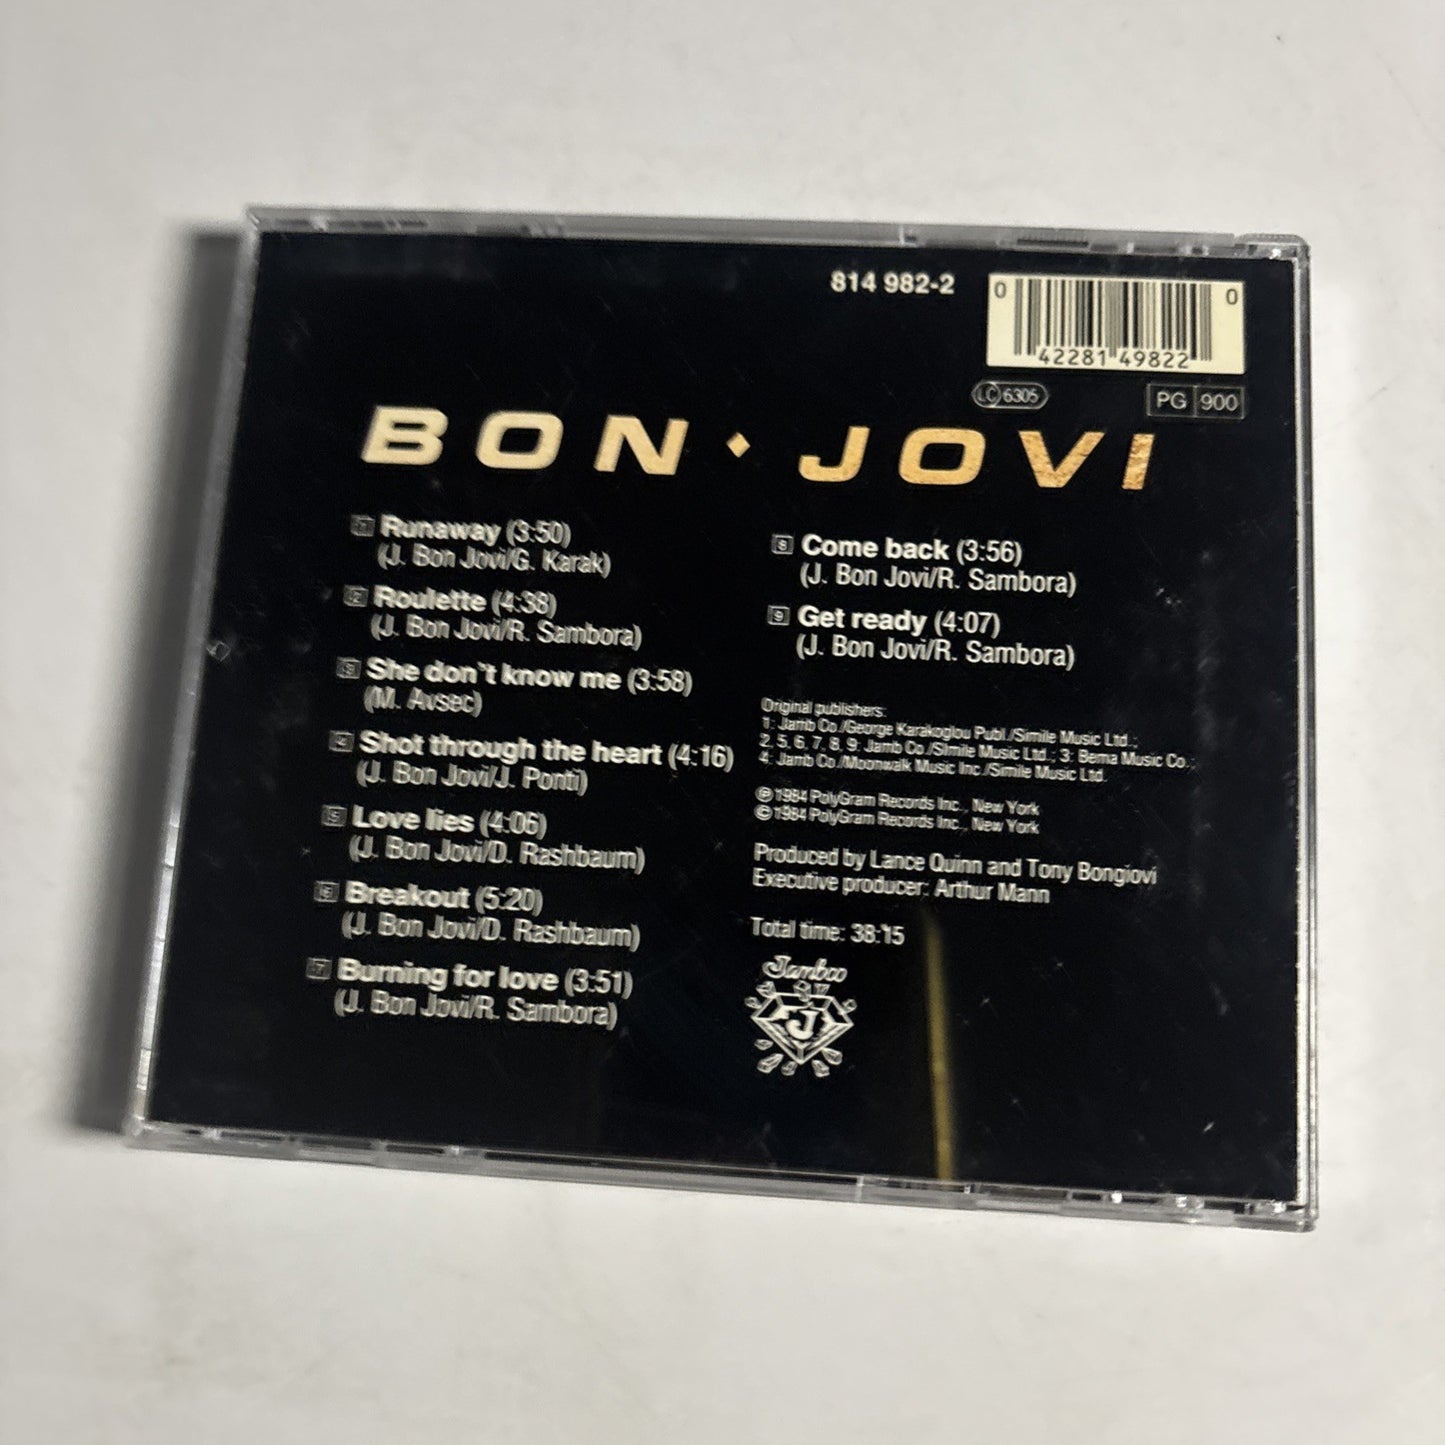 814 982-2
0 42281 49822 0
LC 6305
PG 900
BON · JOVI
1 Runaway (3:50)
(J. Bon Jovi/G. Karak)
2 Roulette (4:38)
(J. Bon Jovi/R. Sambora)
3 She don't know me (3:58)
(M. Avsec)
4 Shot through the heart (4:16)
(J. Bon Jovi/J. Ponti)
5 Love lies (4:06)
(J. Bon Jovi/D. Rashbaum)
6 Breakout (5:20)
(J. Bon Jovi/D. Rashbaum)
7 Burning for love (3:51)
(J. Bon Jovi/R. Sambora)
8 Come back (3:56)
(J. Bon Jovi/R. Sambora)
9 Get ready (4:07)
(J. Bon Jovi/R. Sambora)
Original publishers:
1: Jamb Co./George Karakoglou Publ./Simile Music Ltd.;
2, 5, 6, 7, 8, 9: Jamb Co./SImile Music Ltd.; 3: Bema Music Co.;
4: Jamb Co./Moonwalk Music Inc./Simile Music Ltd.
℗ 1984 PolyGram Records Inc., New York
© 1984 PolyGram Records Inc., New York
Produced by Lance Quinn and Tony Bongiovi
Executive producer: Arthur Mann
Total time: 38:15
Jambco
J